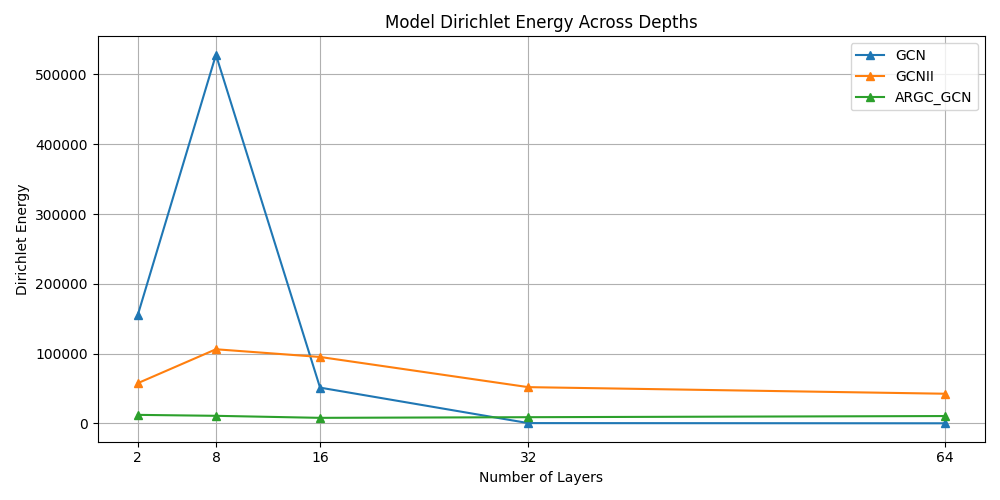 Model Dirichlet Energy Across Depths
GCN
GCNII
ARGC_GCN
Dirichlet Energy
500000
400000
300000
200000
100000
0
2 8 16 32 64
Number of Layers